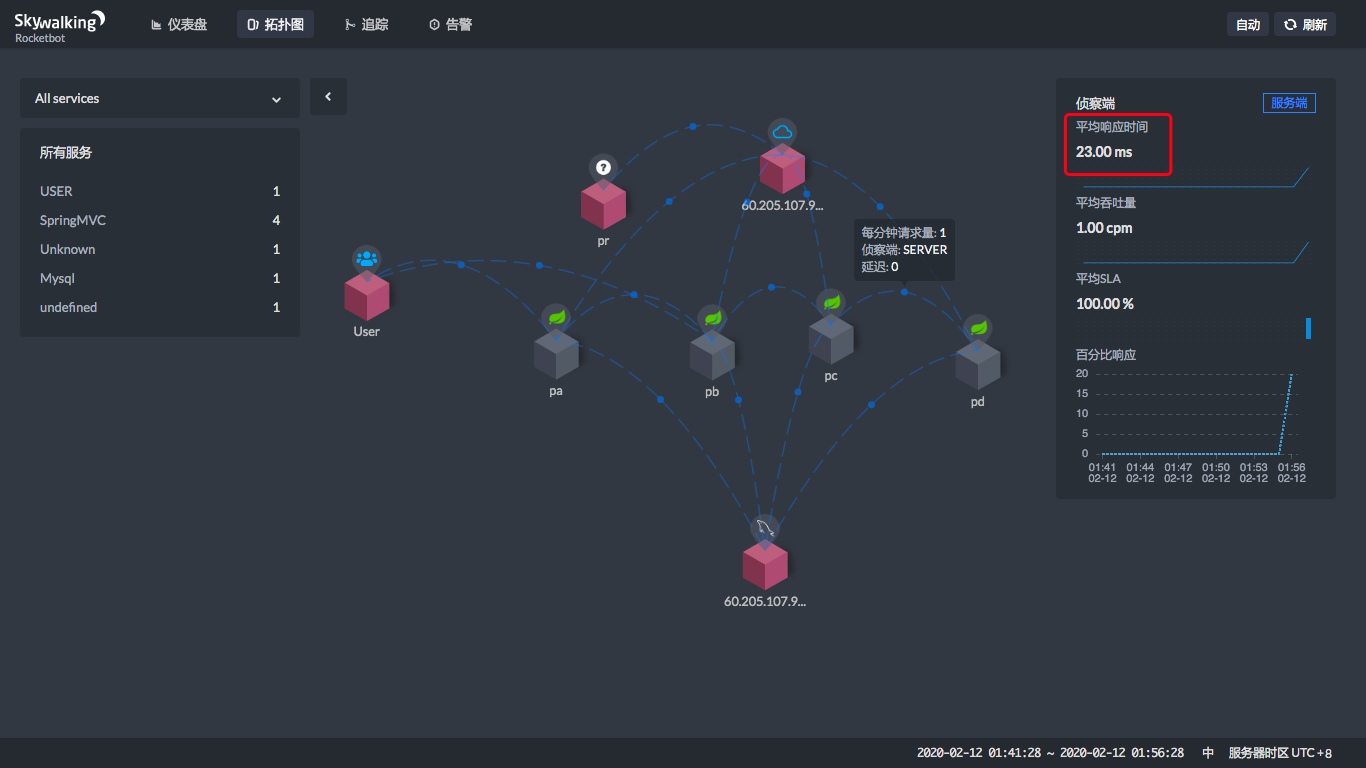 Skywalking
Rocketbot
仪表盘
拓扑图
追踪
告警
自动
刷新
All services
所有服务
USER 1
SpringMVC 4
Unknown 1
Mysql 1
undefined 1
?
pr
60.205.107.9...
User
pa
pb
pc
pd
60.205.107.9...
每分钟请求量: 1
侦察端: SERVER
延迟: 0
侦察端
服务端
平均响应时间
23.00 ms
平均吞吐量
1.00 cpm
平均SLA
100.00 %
百分比响应
20
15
10
5
0
01:41 01:44 01:47 01:50 01:53 01:56
02-12 02-12 02-12 02-12 02-12 02-12
2020-02-12 01:41:28 ~ 2020-02-12 01:56:28 中 服务器时区 UTC +8